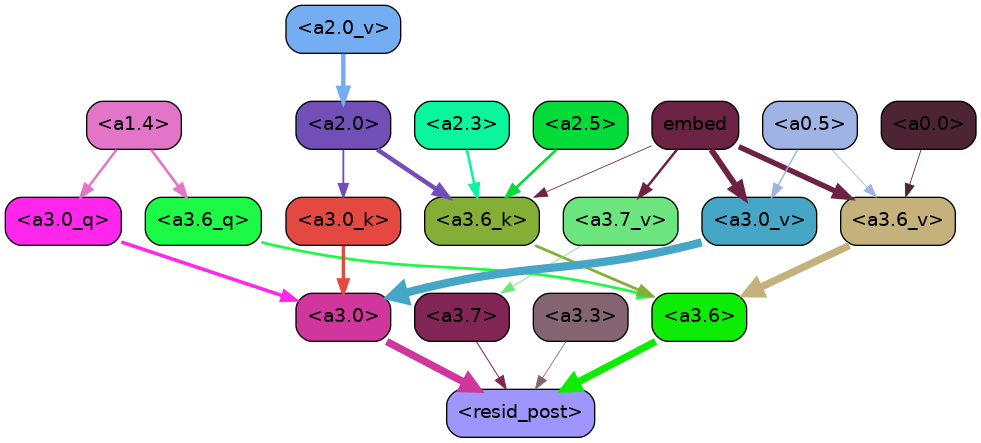 <a2.0_v>
<a1.4> <a2.0> <a2.3> <a2.5> embed <a0.5> <a0.0>
<a3.0_q> <a3.6_q> <a3.0_k> <a3.6_k> <a3.7_v> <a3.0_v> <a3.6_v>
<a3.0> <a3.7> <a3.3> <a3.6>
<resid_post>